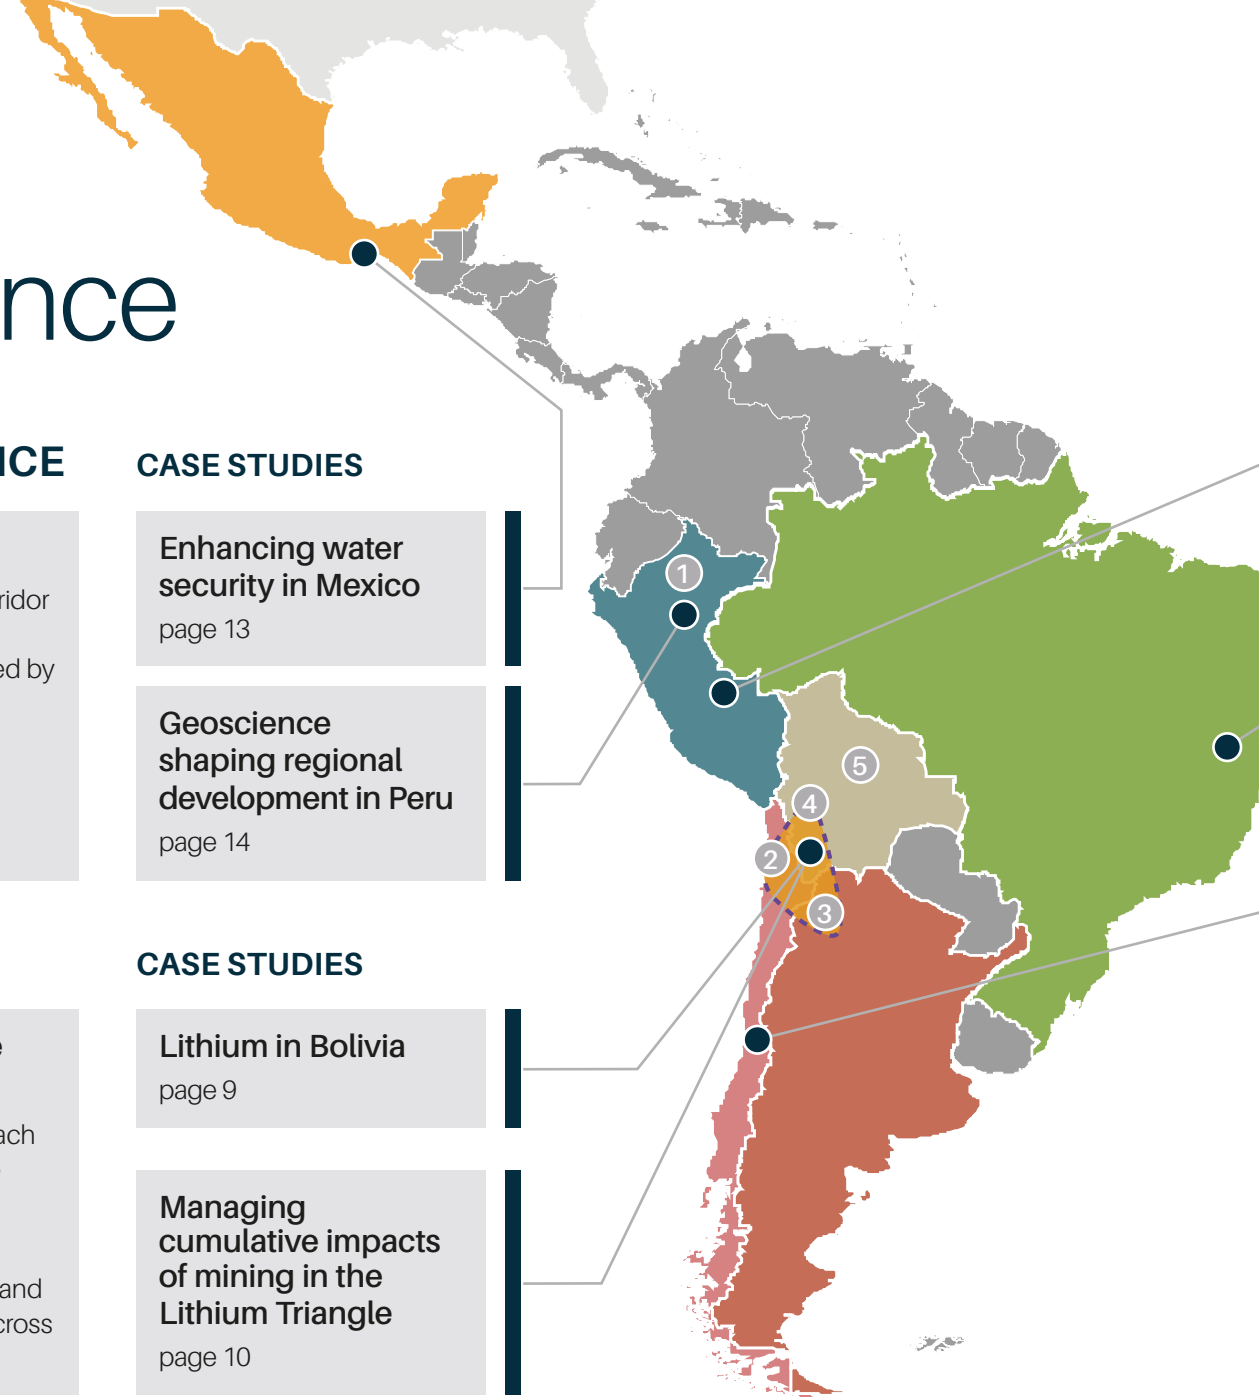 nce
ICE
ridor
ed by
CASE STUDIES
Enhancing water
security in Mexico
page 13
Geoscience
shaping regional
development in Peru
page 14
e
ach
and
cross
CASE STUDIES
Lithium in Bolivia
page 9
Managing
cumulative impacts
of mining in the
Lithium Triangle
page 10
1
5
4
2
3